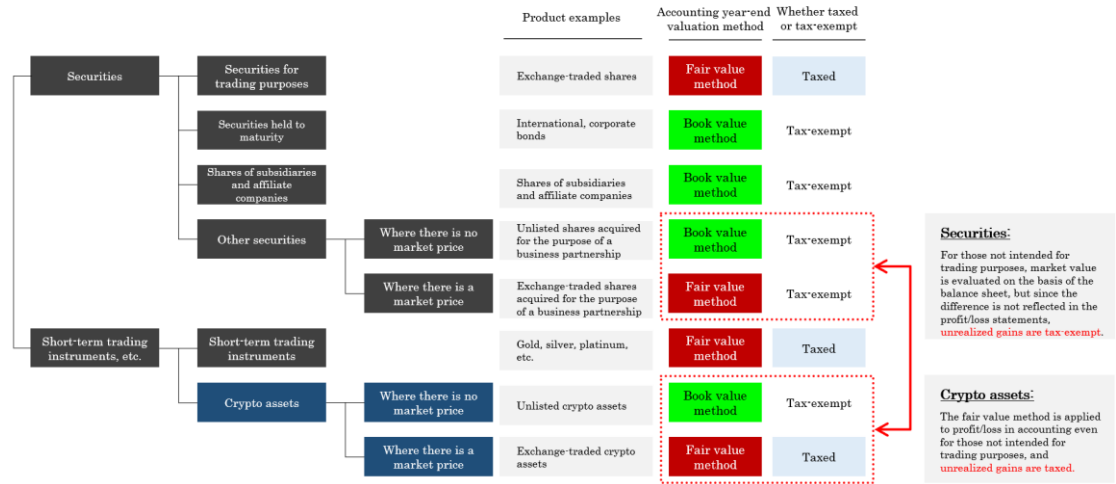 Product examples
Accounting year-end
valuation method
Whether taxed
or tax-exempt
Securities
Securities for
trading purposes
Exchange-traded shares
Fair value
method
Taxed
Securities held to
maturity
International, corporate
bonds
Book value
method
Tax-exempt
Shares of subsidiaries
and affiliate
companies
Shares of subsidiaries
and affiliate companies
Book value
method
Tax-exempt
Other securities
Where there is no
market price
Unlisted shares acquired
for the purpose of a
business partnership
Book value
method
Tax-exempt
Where there is a
market price
Exchange-traded shares
acquired for the purpose
of a business partnership
Fair value
method
Tax-exempt
Short-term trading
instruments, etc.
Short-term trading
instruments
Gold, silver, platinum,
etc.
Fair value
method
Taxed
Crypto assets
Where there is no
market price
Unlisted crypto assets
Book value
method
Tax-exempt
Where there is a
market price
Exchange-traded crypto
assets
Fair value
method
Taxed
Securities:
For those not intended for
trading purposes, market value
is evaluated on the basis of the
balance sheet, but since the
difference is not reflected in the
profit/loss statements,
unrealized gains are tax-exempt.
Crypto assets:
The fair value method is applied
to profit/loss in accounting even
for those not intended for
trading purposes, and
unrealized gains are taxed.